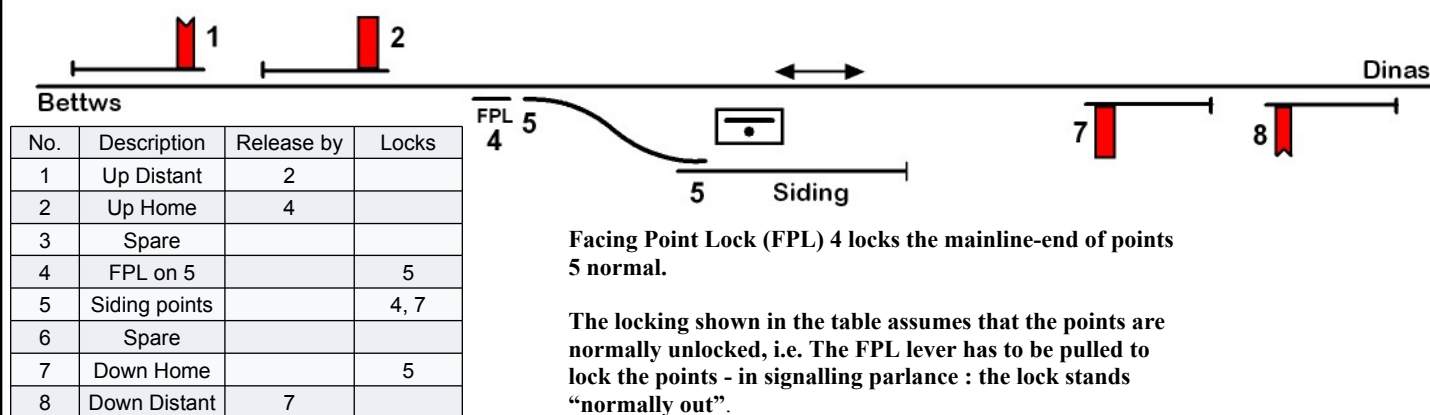 1
2
Dinas
Bettws
FPL 5
4
7
8
5 Siding
No. Description Release by Locks
1 Up Distant 2
2 Up Home 4
3 Spare
4 FPL on 5 5
5 Siding points 4, 7
6 Spare
7 Down Home 5
8 Down Distant 7
Facing Point Lock (FPL) 4 locks the mainline-end of points
5 normal.
The locking shown in the table assumes that the points are
normally unlocked, i.e. The FPL lever has to be pulled to
lock the points - in signalling parlance : the lock stands
“normally out”.